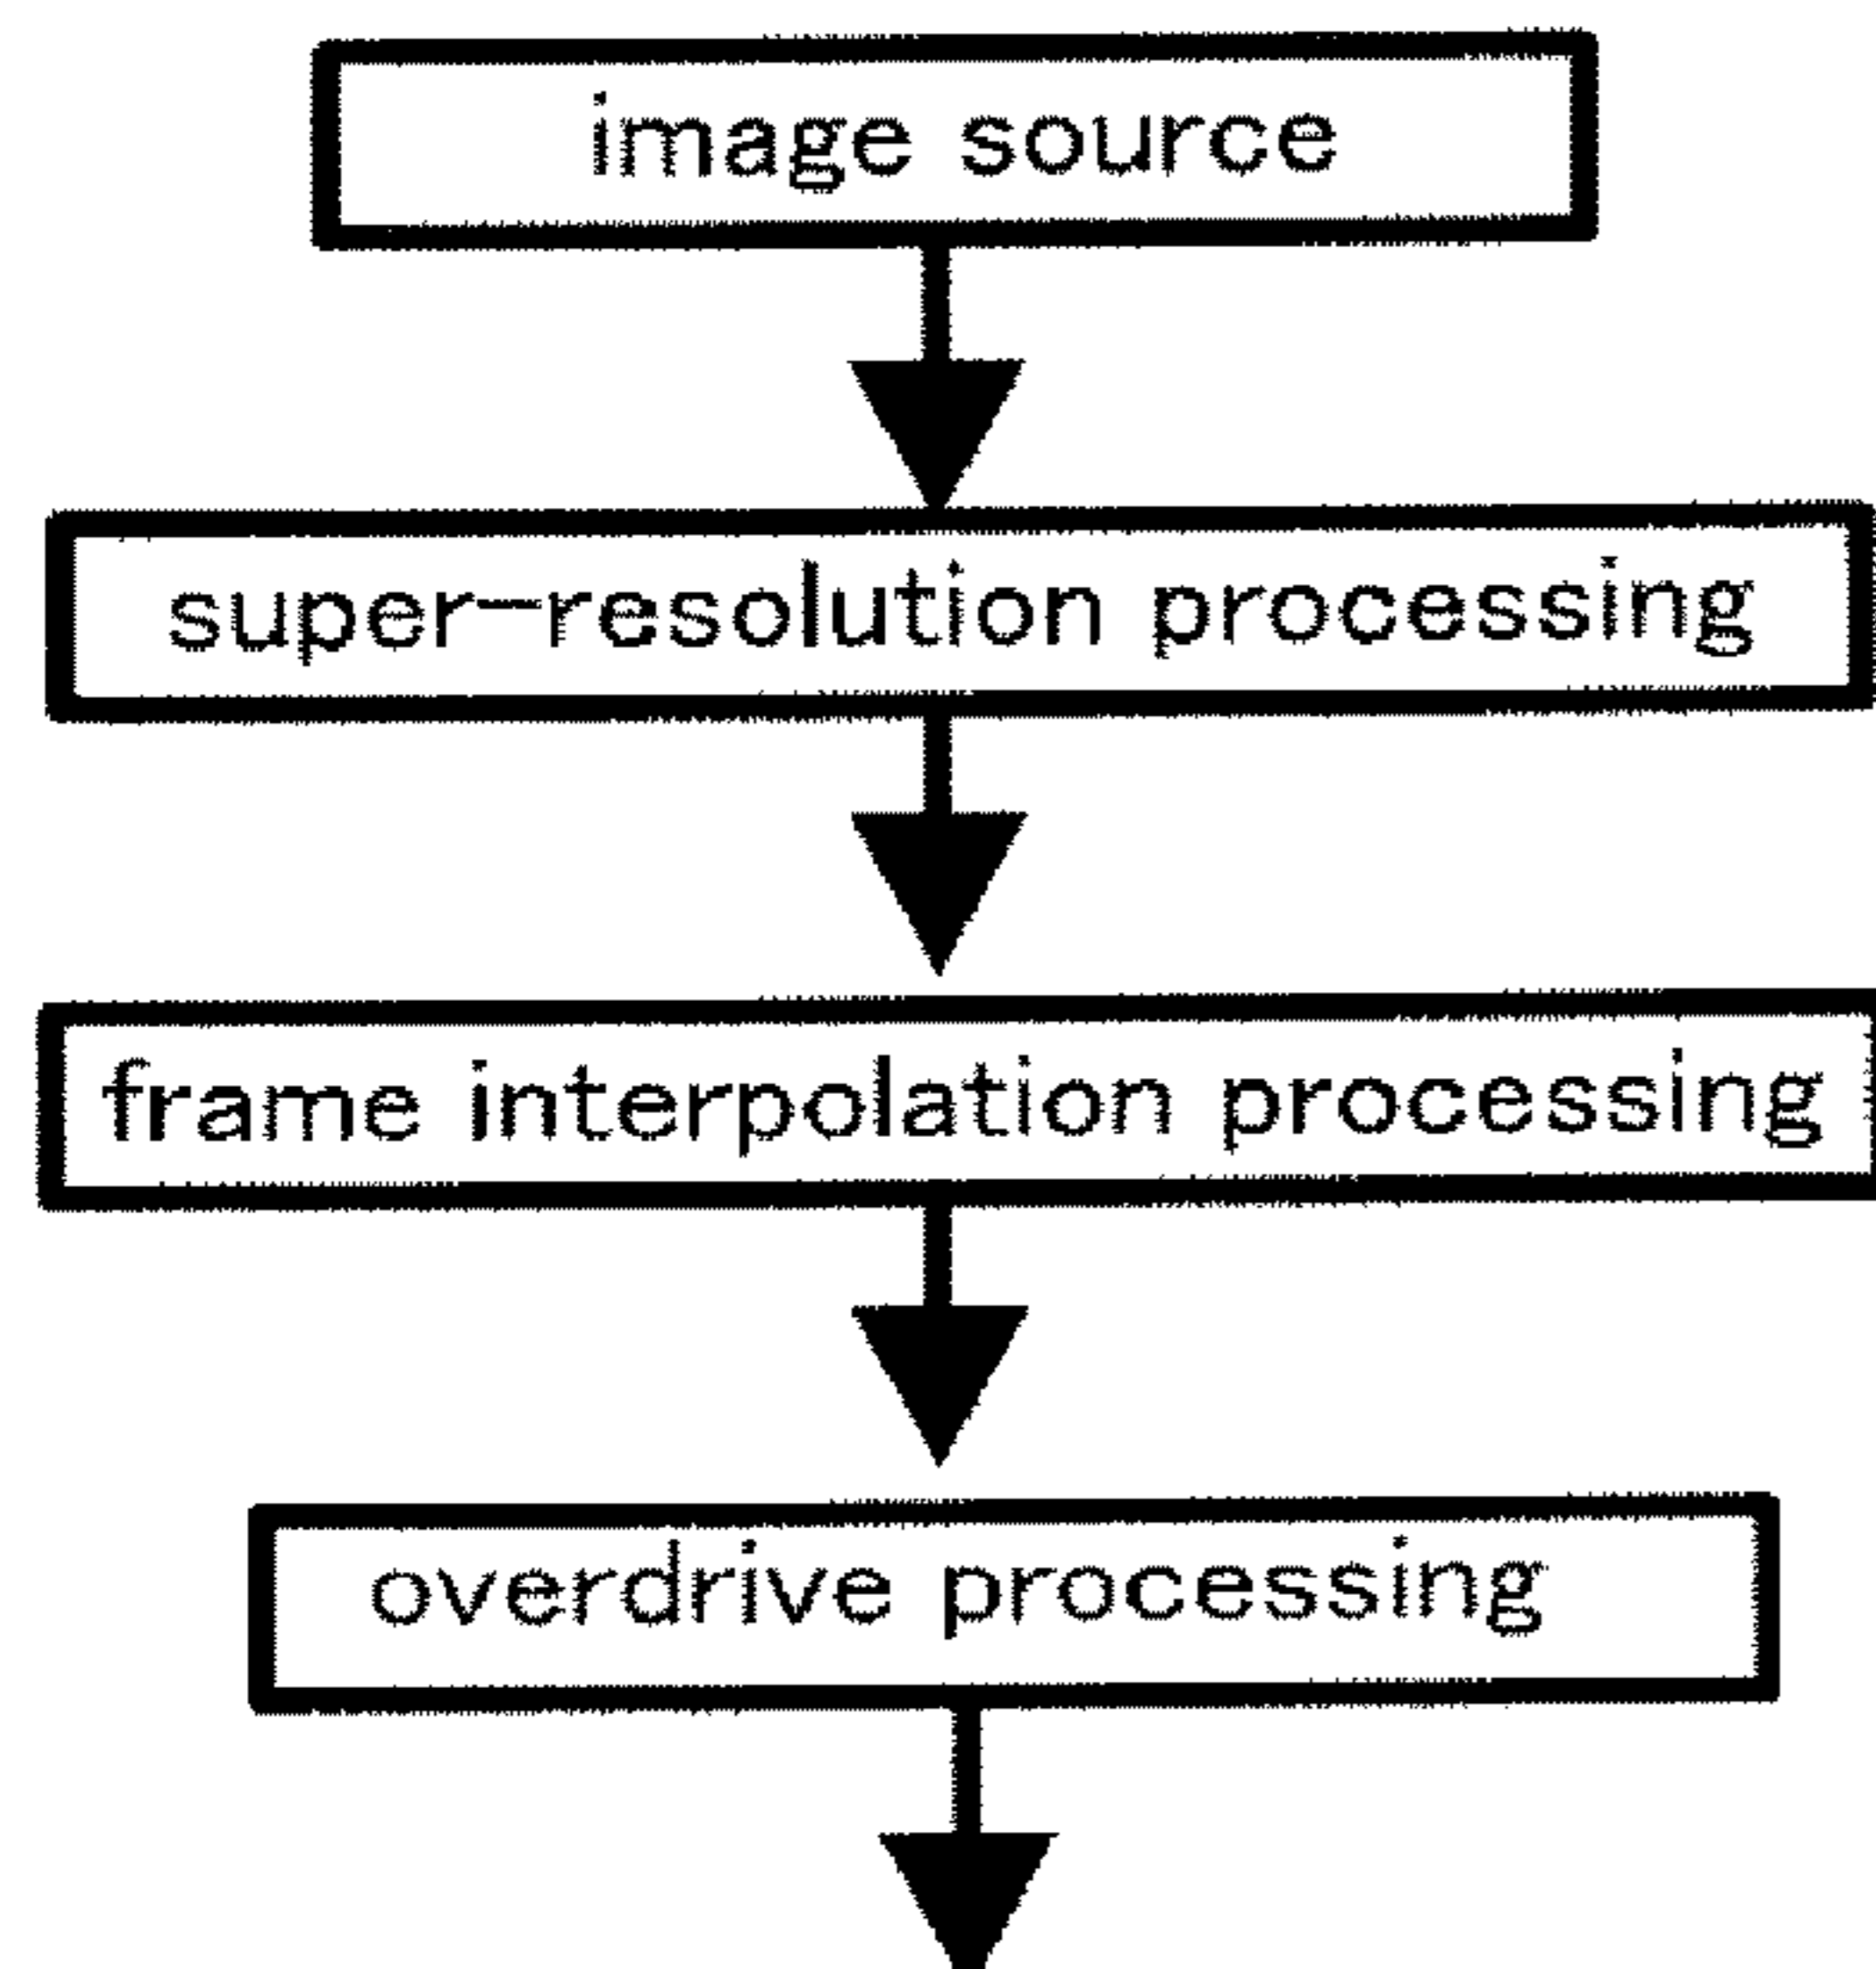 image source
super-resolution processing
frame interpolation processing
overdrive processing